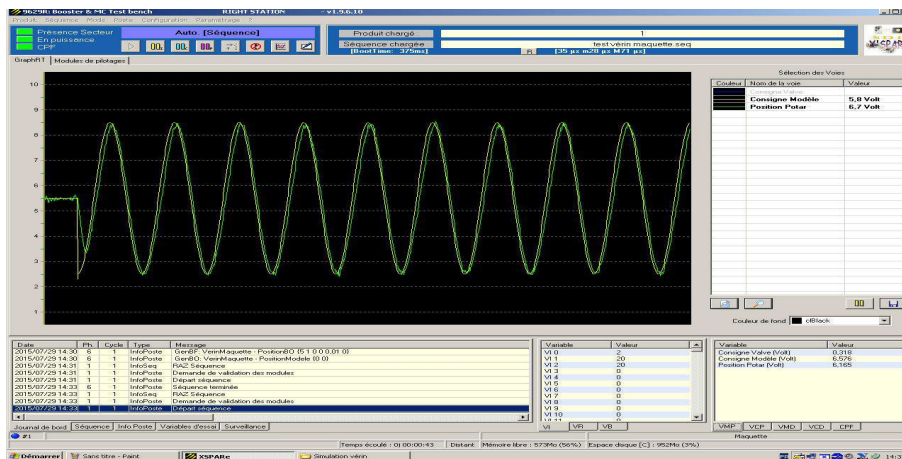 9629R: Booster & MC Test bench RIGHT STATION - v1.9.6.10
Produit Séquence Mode Poste Configuration Paramétrage ?
Présence Secteur
En puissance
CPF
Auto. [Séquence]
Produit chargé 1
Séquence chargée test vérin maquette.seq
[BootTime: 375ms] R [35 µs m28 µs M71 µs]
GraphRT Modules de pilotages
10
9
8
7
6
5
4
3
2
1
Sélection des Voies
Couleur Nom de la voie Valeur
Consigne Valve
Consigne Modèle 5,8 Volt
Position Potar 6,7 Volt
Couleur de fond clBlack
Date Ph. Cycle Type Message
2015/07/29 14:30 6 1 InfoPoste GenBF: VerinMaquette - PositionBO (5 1 0 0 0.01 0)
2015/07/29 14:30 6 1 InfoPoste GenBO: VerinMaquette - PositionModele (0 0)
2015/07/29 14:31 1 1 InfoSeq RAZ Séquence
2015/07/29 14:31 1 1 InfoPoste Demande de validation des modules
2015/07/29 14:31 1 1 InfoPoste Départ séquence
2015/07/29 14:33 6 1 InfoPoste Séquence terminée
2015/07/29 14:33 1 1 InfoSeq RAZ Séquence
2015/07/29 14:33 1 1 InfoPoste Demande de validation des modules
2015/07/29 14:33 1 1 InfoPoste Départ séquence
Journal de bord Séquence Info Poste Variables d'essai Surveillance
Variable Valeur
VI 0 2
VI 1 20
VI 2 20
VI 3 0
VI 4 0
VI 5 0
VI 6 0
VI 7 0
VI 8 0
VI 9 0
VI 10 0
VI 11 0
VI VR VB
Variable Valeur
Consigne Valve (Volt) 0,318
Consigne Modèle (Volt) 6,576
Position Potar (Volt) 6,165
VMP VCP VMD VCD CPF
#1 Maquette
Temps écoulé : 0j 00:00:43 Distant Mémoire libre : 573Mo (56%) Espace disque [C] : 952Mo (3%)
Démarrer Sans titre - Paint XSPARc Simulation vérin